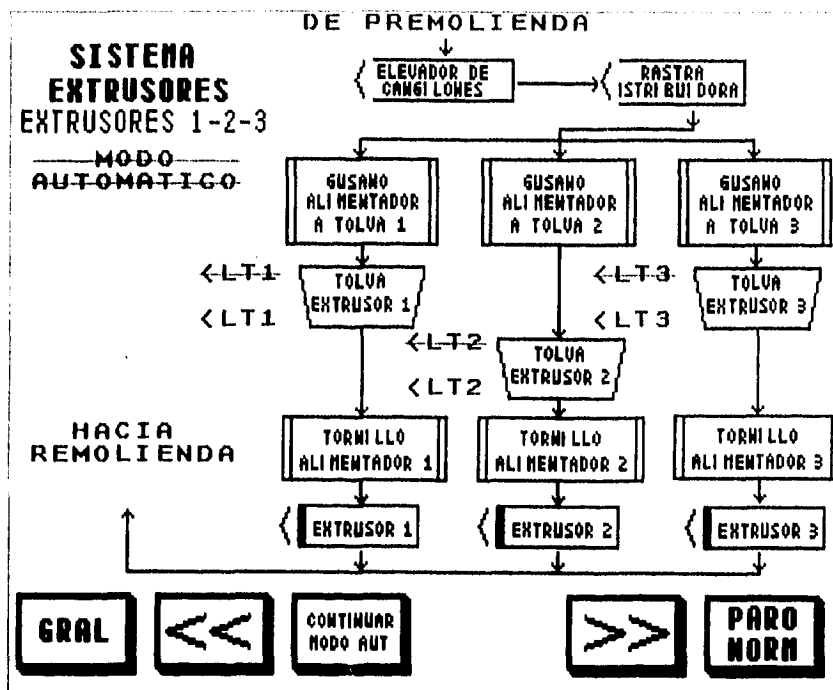 DE PREMOLIENDA
SISTEMA
EXTRUSORES
EXTRUSORES 1-2-3
MODO
AUTOMATICO
ELEVADOR DE
CANGILONES
RASTRA
ISTRIBUIDORA
GUSANO
ALIMENTADOR
A TOLVA 1
GUSANO
ALIMENTADOR
A TOLVA 2
GUSANO
ALIMENTADOR
A TOLVA 3
<LT1
<LT1
TOLVA
EXTRUSOR 1
<LT2
<LT2
TOLVA
EXTRUSOR 2
<LT3
<LT3
TOLVA
EXTRUSOR 3
HACIA
REMOLIENDA
TORNILLO
ALIMENTADOR 1
TORNILLO
ALIMENTADOR 2
TORNILLO
ALIMENTADOR 3
EXTRUSOR 1
EXTRUSOR 2
EXTRUSOR 3
GRAL
<<
CONTINUAR
MODO AUT
>>
PARO
NORM